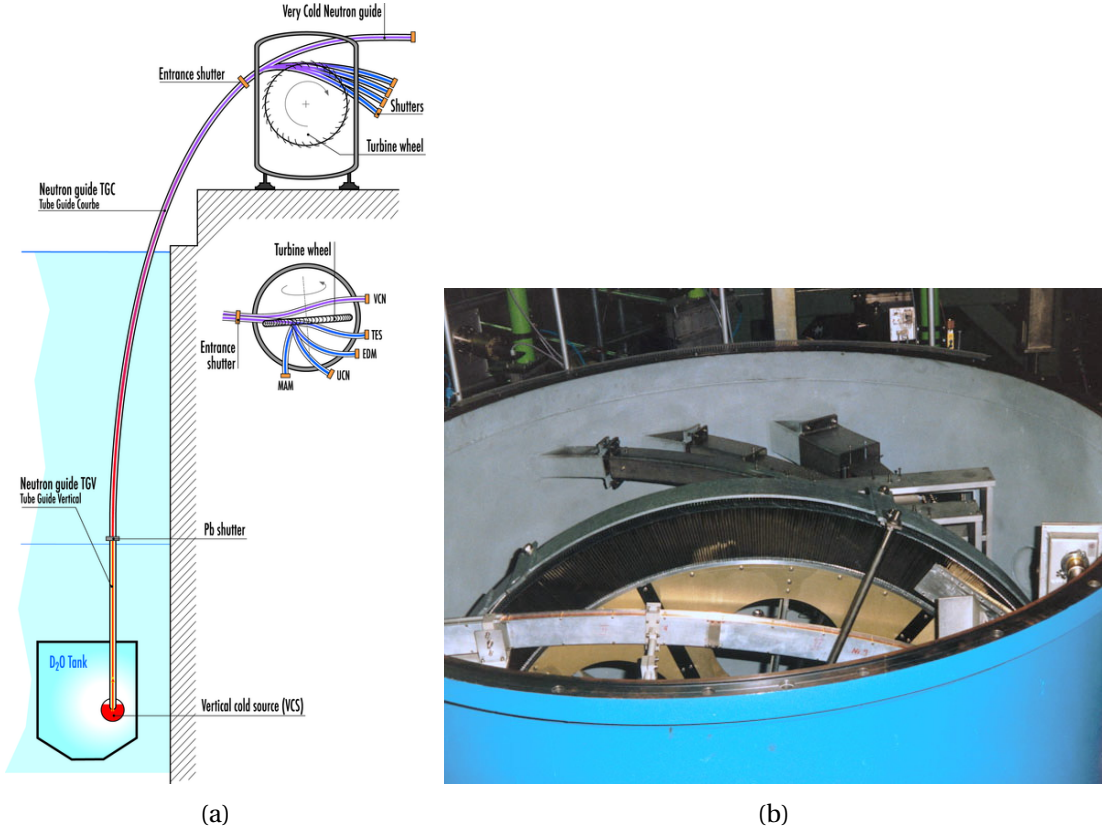 Very Cold Neutron guide
Entrance shutter
Shutters
Turbine wheel
Neutron guide TGC
Tube Guide Courbe
Turbine wheel
VCN
TES
EDM
UCN
MAM
Entrance
shutter
Neutron guide TGV
Tube Guide Vertical
Pb shutter
D₂O Tank
Vertical cold source (VCS)
(a)
(b)